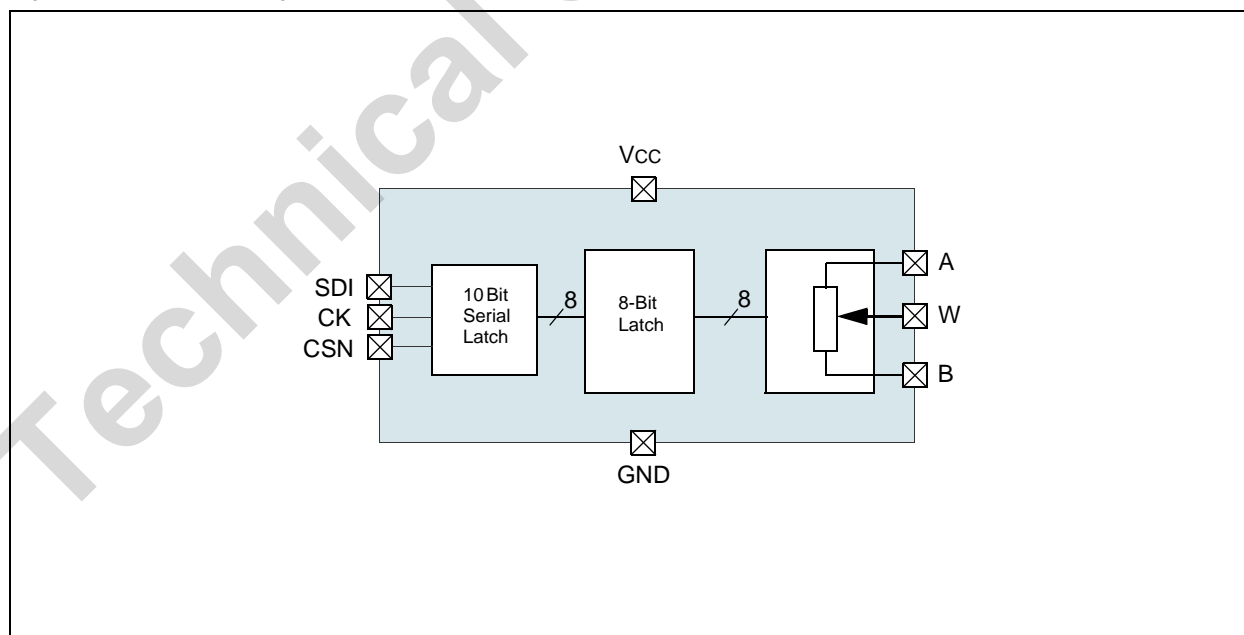 Technical
Vcc
SDI
CK
CSN
10 Bit
Serial
Latch
8
8-Bit
Latch
8
A
W
B
GND